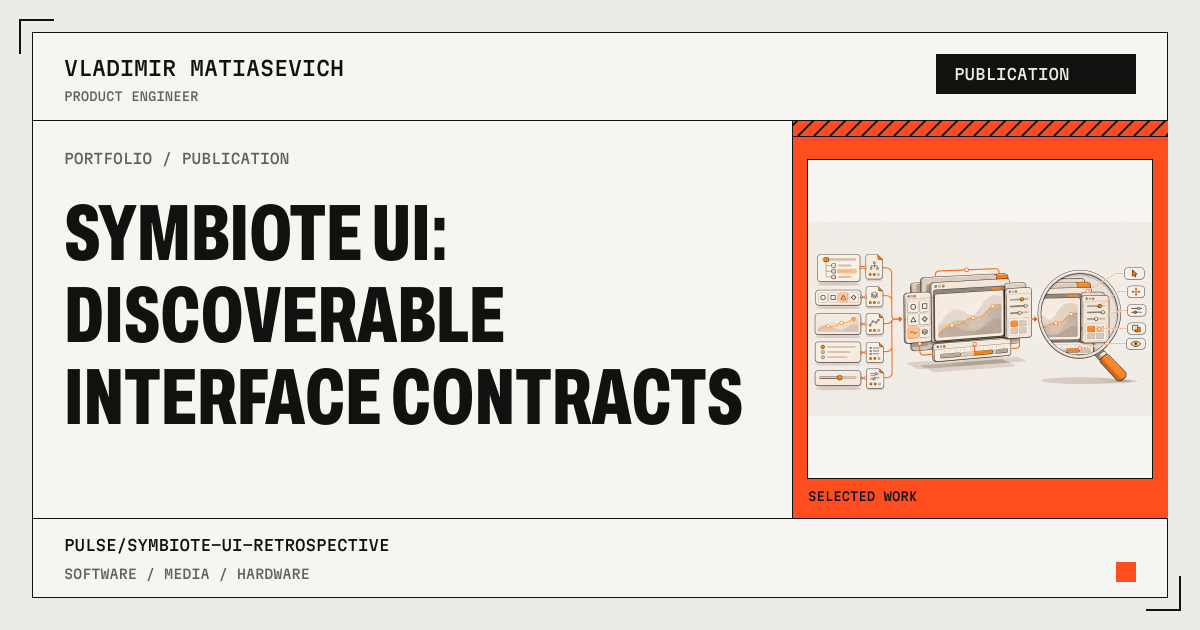 VLADIMIR MATIASEVICH
PRODUCT ENGINEER
PUBLICATION
PORTFOLIO / PUBLICATION
SYMBIOTE UI:
DISCOVERABLE
INTERFACE CONTRACTS
SELECTED WORK
PULSE/SYMBIOTE-UI-RETROSPECTIVE
SOFTWARE / MEDIA / HARDWARE